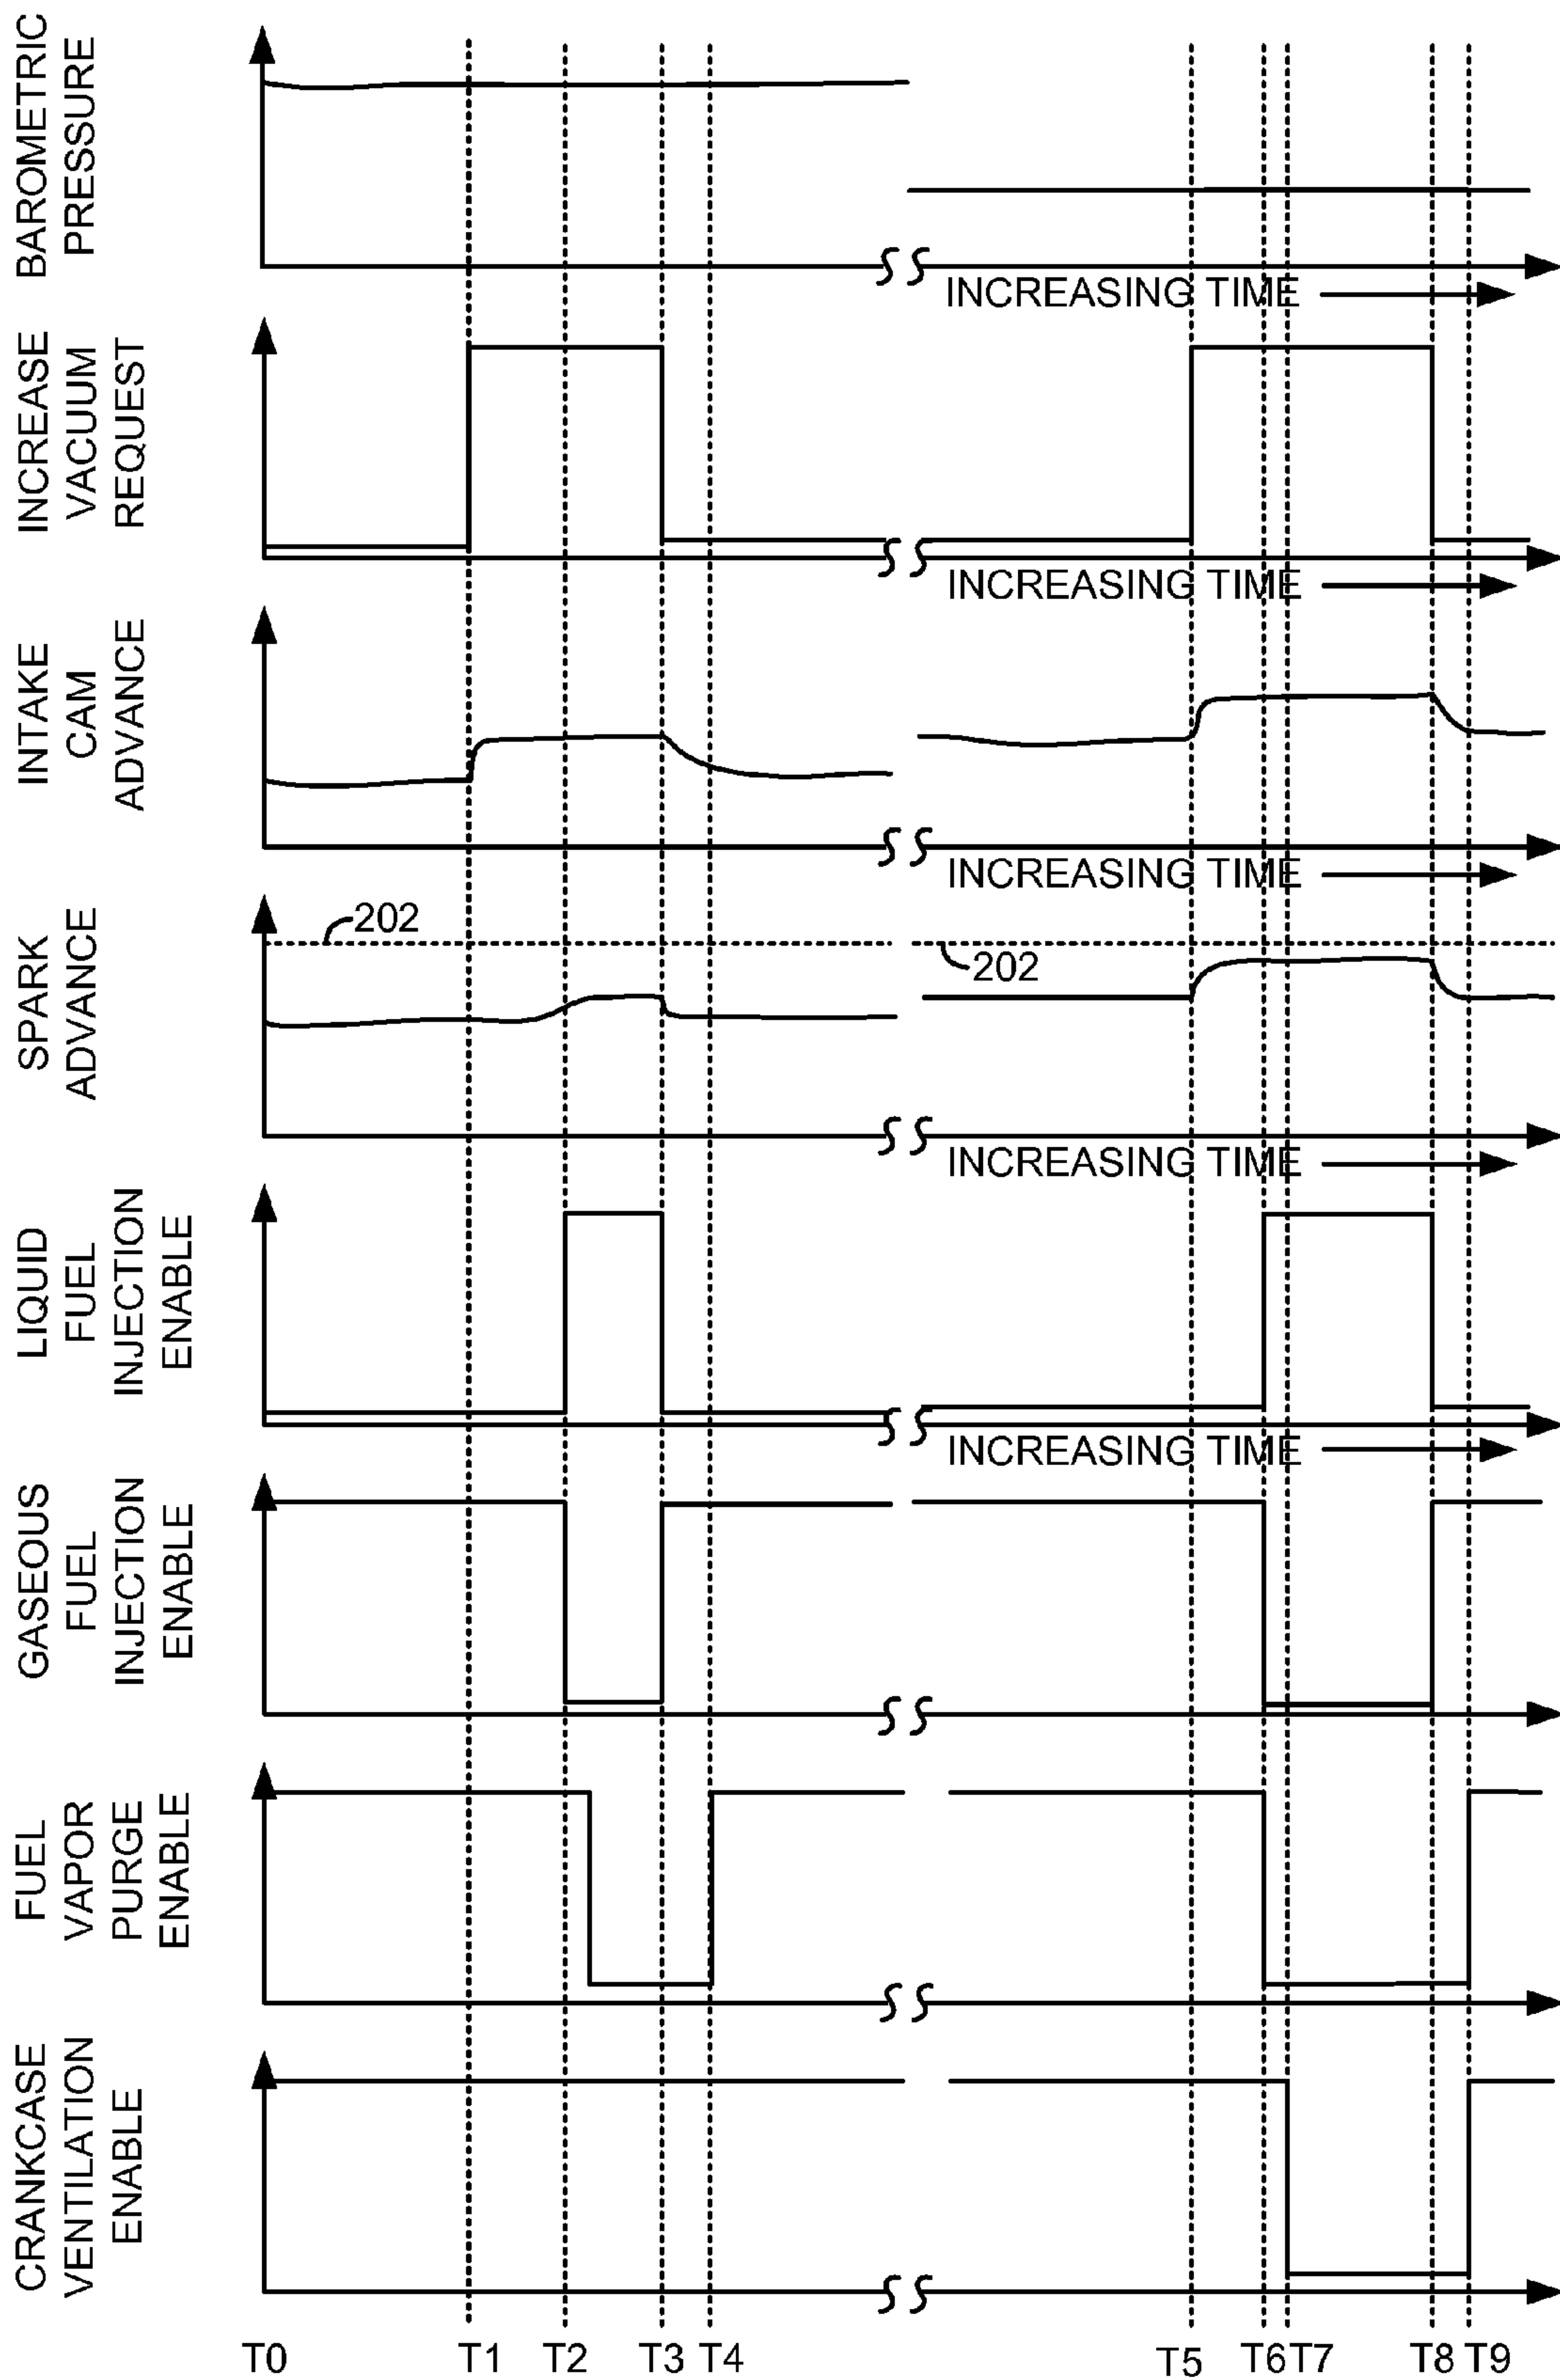 BAROMETRIC
PRESSURE
INCREASING TIME
INCREASE
VACUUM
REQUEST
INCREASING TIME
INTAKE
CAM
ADVANCE
INCREASING TIME
SPARK
ADVANCE
202
202
INCREASING TIME
LIQUID
FUEL
INJECTION
ENABLE
INCREASING TIME
GASEOUS
FUEL
INJECTION
ENABLE
FUEL
VAPOR
PURGE
ENABLE
CRANKCASE
VENTILATION
ENABLE
T0 T1 T2 T3 T4 T5 T6 T7 T8 T9